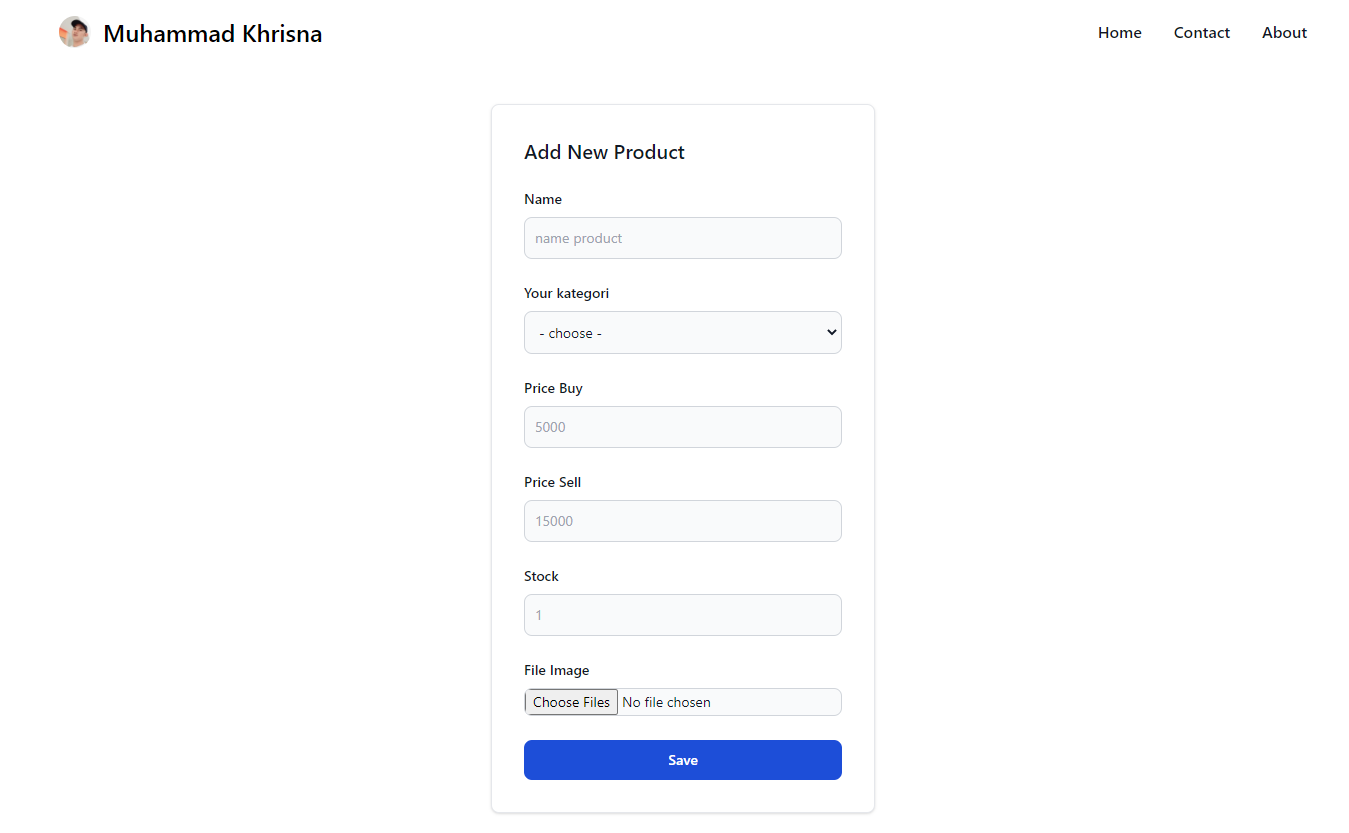 Muhammad Khrisna
Home Contact About
Add New Product
Name
name product
Your kategori
- choose -
Price Buy
5000
Price Sell
15000
Stock
1
File Image
Choose Files No file chosen
Save